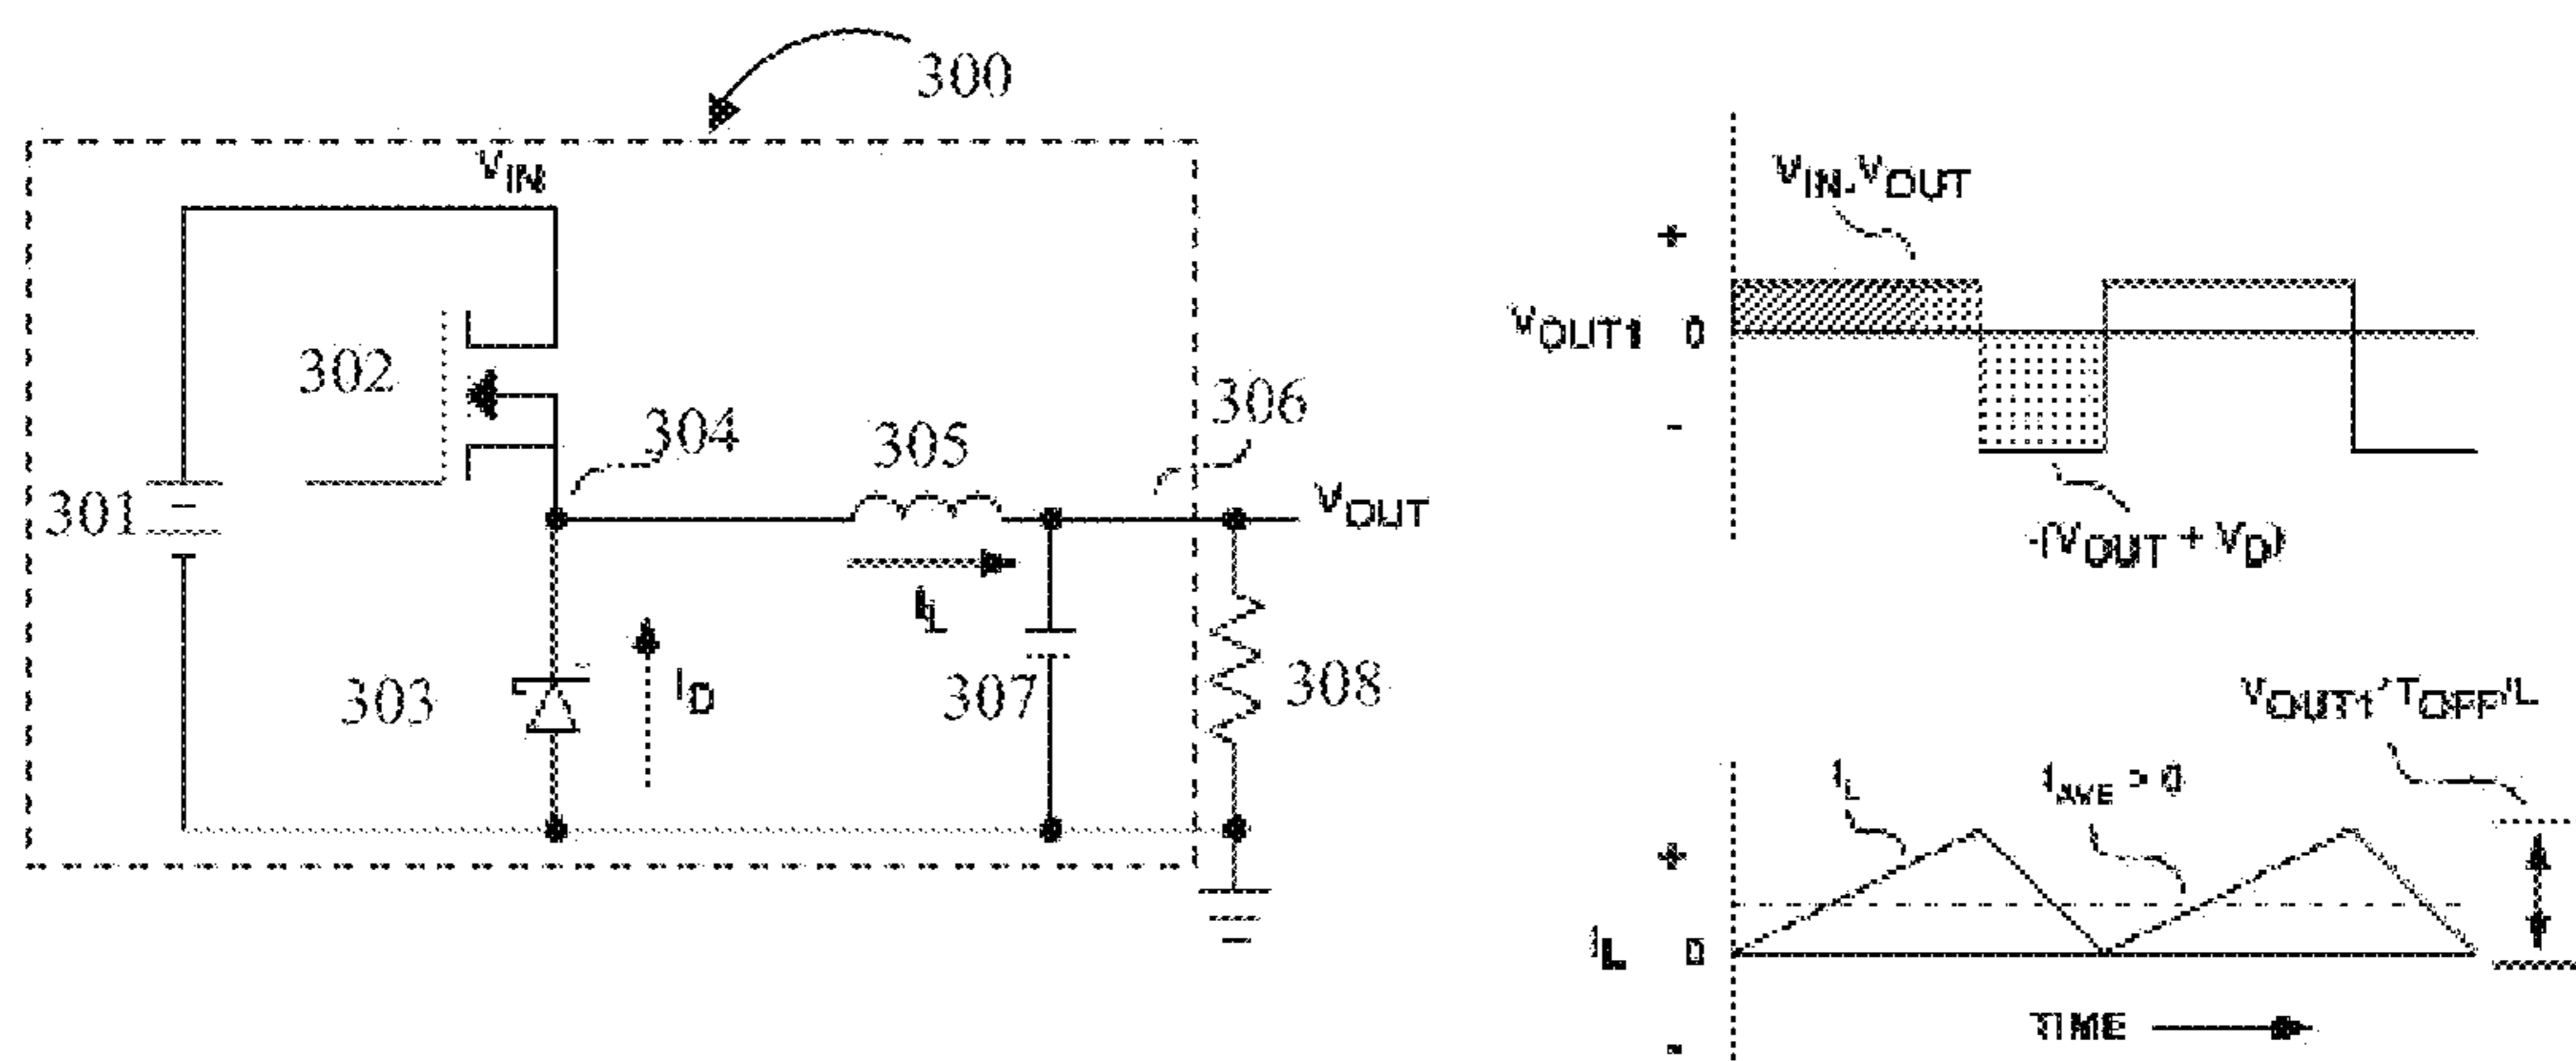 300
VIN
302
304
305
306
301
VOUT
IL
303
ID
307
308
VIN-VOUT
+
VOUT1 0
-
-(VOUT + VD)
VOUT1*TOFF/L
IL
IAVE > 0
+
IL 0
TIME
-